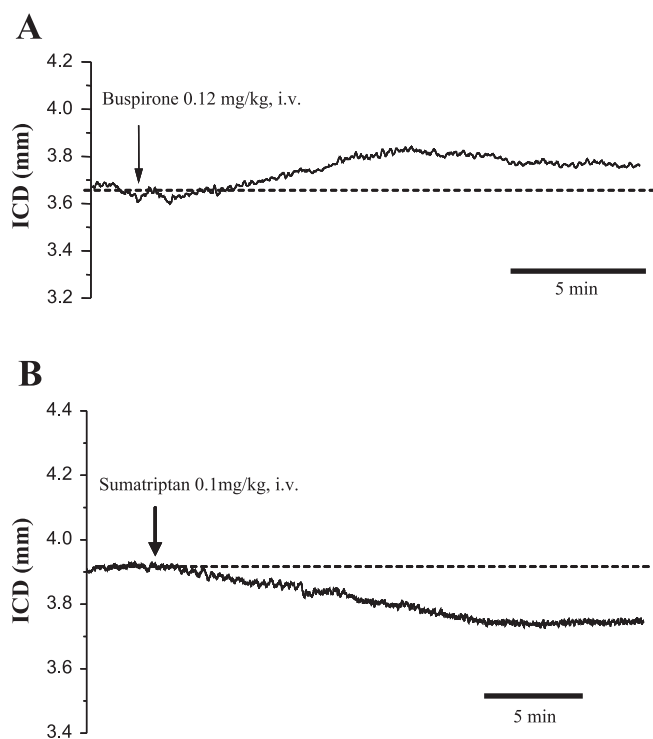 A
4.2
Buspirone 0.12 mg/kg, i.v.
4.0
3.8
3.6
3.4
3.2
ICD (mm)
5 min
B
4.4
4.2
Sumatriptan 0.1mg/kg, i.v.
4.0
3.8
3.6
3.4
ICD (mm)
5 min